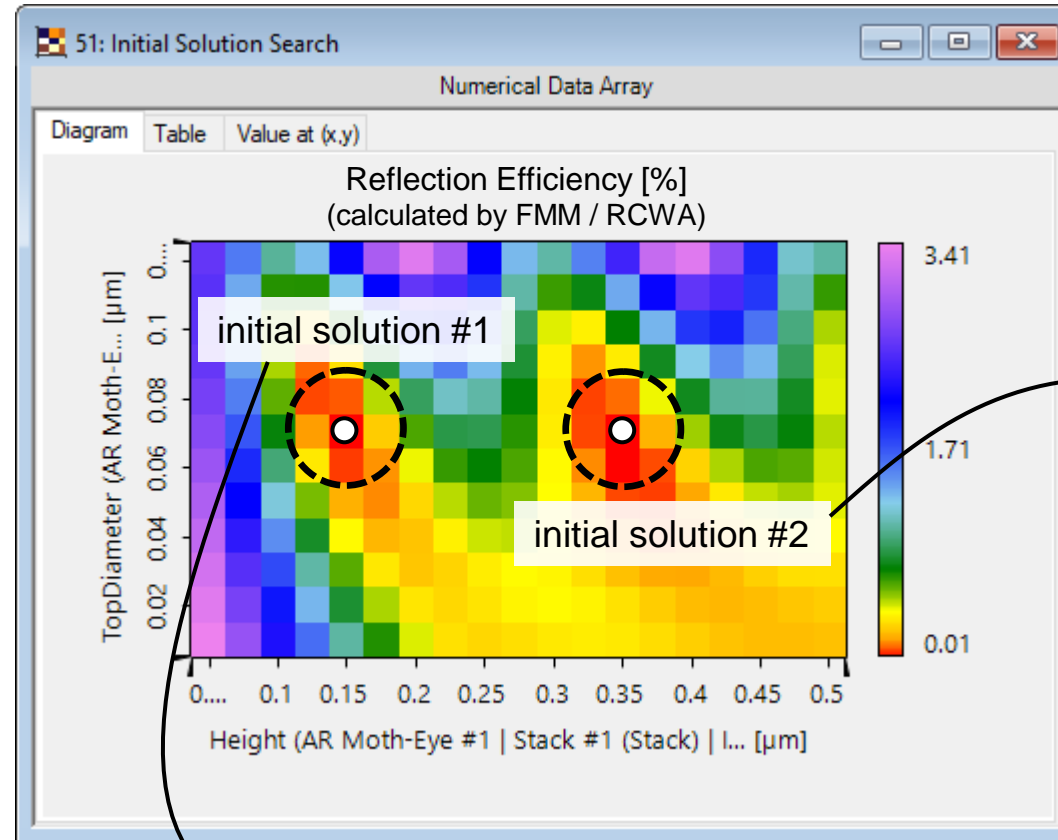 51: Initial Solution Search
Numerical Data Array
Diagram Table Value at (x,y)
Reflection Efficiency [%]
(calculated by FMM / RCWA)
3.41
1.71
0.01
TopDiameter (AR Moth-E... [µm]
0....
0.1
0.08
0.06
0.04
0.02
initial solution #1
initial solution #2
0.... 0.1 0.15 0.2 0.25 0.3 0.35 0.4 0.45 0.5
Height (AR Moth-Eye #1 | Stack #1 (Stack) | I... [µm]